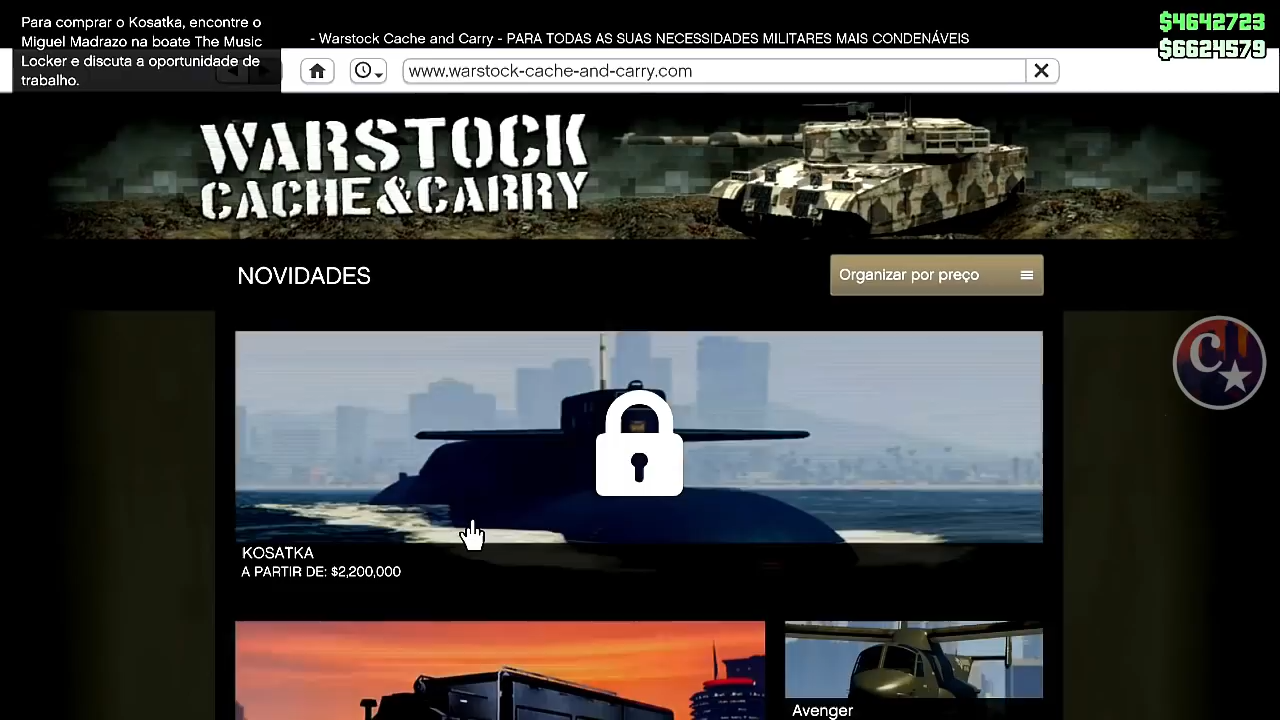 Para comprar o Kosatka, encontre o
Miguel Madrazo na boate The Music
Locker e discuta a oportunidade de
trabalho.
- Warstock Cache and Carry - PARA TODAS AS SUAS NECESSIDADES MILITARES MAIS CONDENÁVEIS
$4642723
$6624579
www.warstock-cache-and-carry.com
WARSTOCK
CACHE&CARRY
NOVIDADES
Organizar por preço
C
KOSATKA
A PARTIR DE: $2,200,000
Avenger